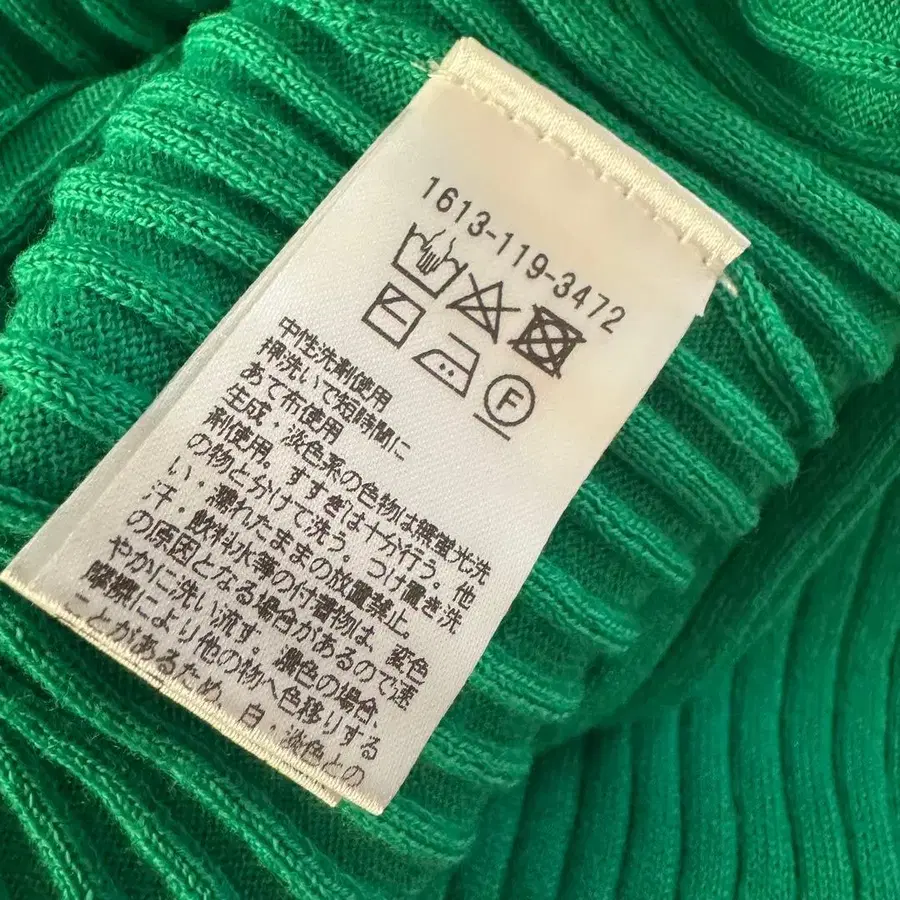 1613-119-3472
F
中性洗剤使用
押洗いで短時間に
あて布使用
生成・淡色系の色物は無蛍光洗
剤使用。すすぎは十分行う。他
の物と分けて洗う。つけ置き洗
い・濡れたままの放置禁止。
汗・飲料水等の付着物は、変色
の原因となる場合があるので速
やかに洗い流す。濃色の場合、
摩擦により他の物へ色移りする
ことがあるため、白・淡色との